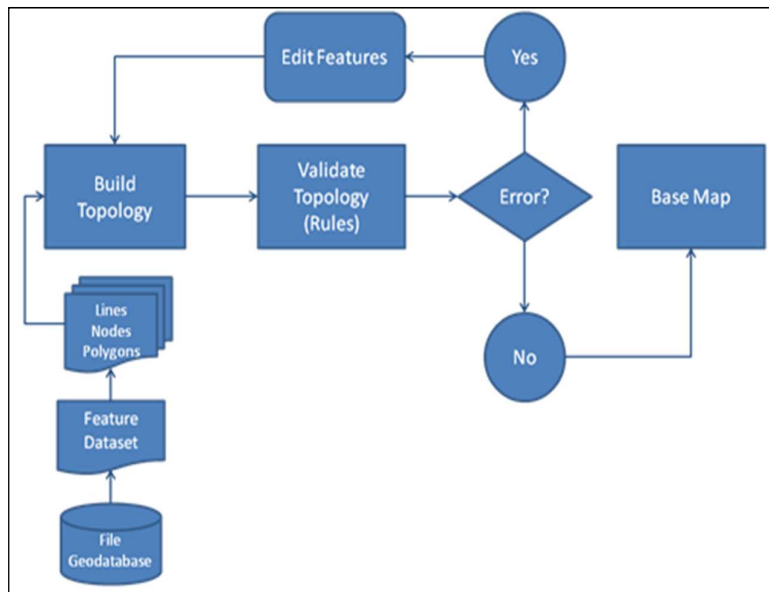 Edit Features
Yes
Build
Topology
Validate
Topology
(Rules)
Error?
Base Map
Lines
Nodes
Polygons
No
Feature
Dataset
File
Geodatabase